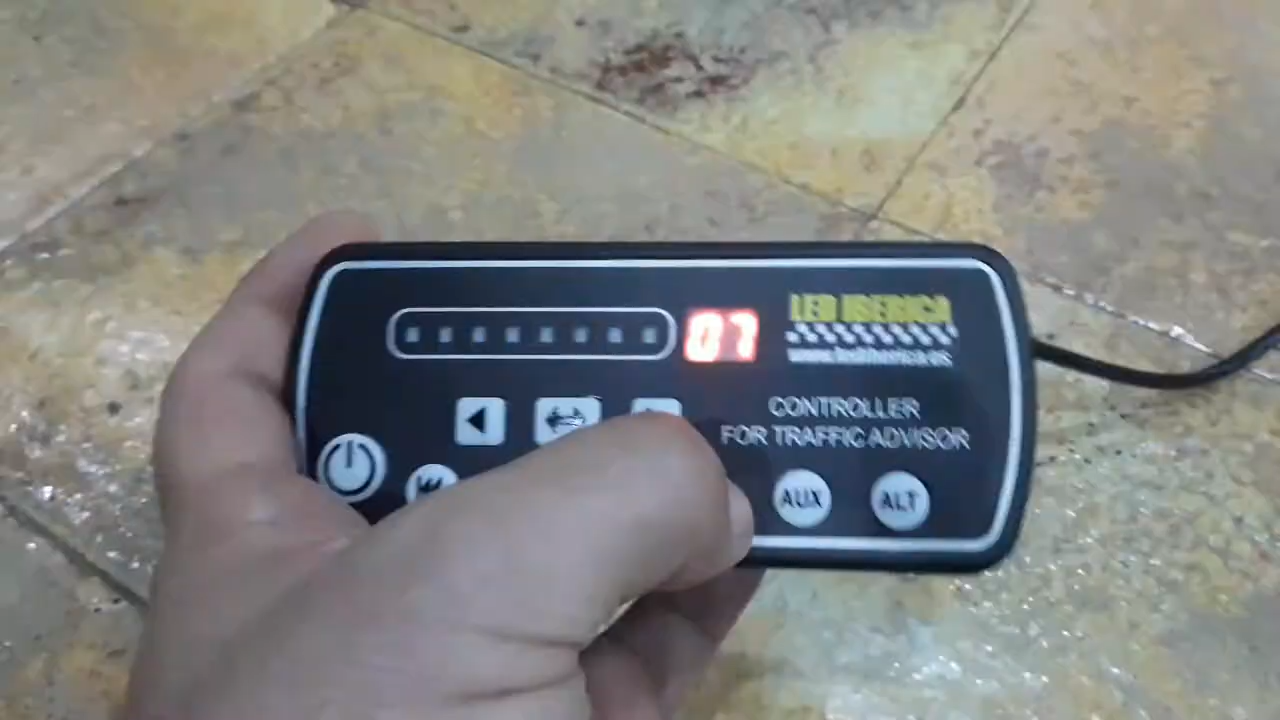 07
LED IBERICA
www.lediberica.es
CONTROLLER
FOR TRAFFIC ADVISOR
AUX
ALT